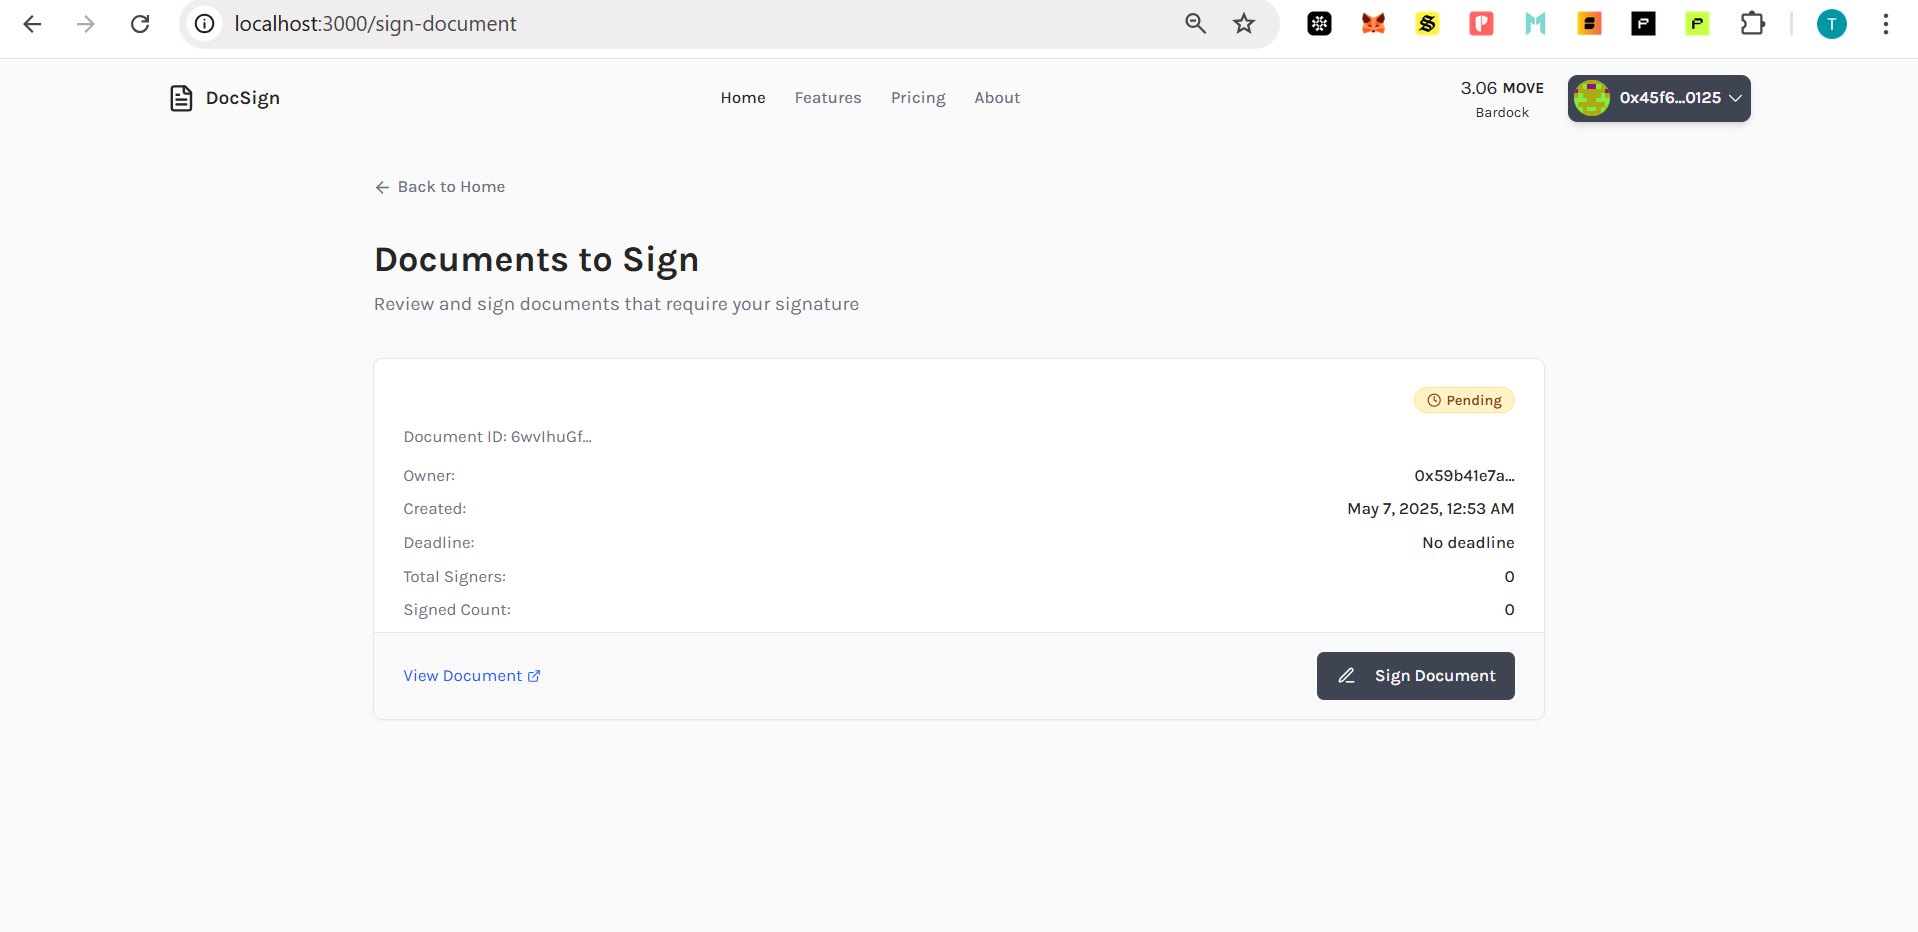 localhost:3000/sign-document
T
DocSign
Home Features Pricing About
3.06 MOVE
Bardock
0x45f6...0125
Back to Home
Documents to Sign
Review and sign documents that require your signature
Pending
Document ID: 6wvIhuGf...
Owner: 0x59b41e7a...
Created: May 7, 2025, 12:53 AM
Deadline: No deadline
Total Signers: 0
Signed Count: 0
View Document
Sign Document